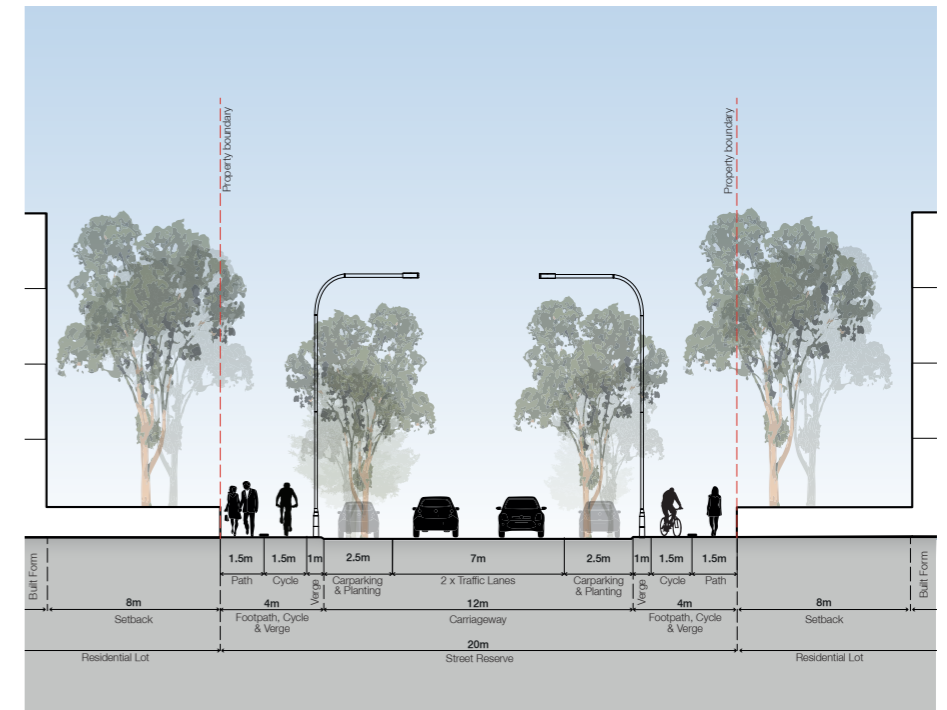 Property boundary
Property boundary
1.5m
1.5m
1m
2.5m
7m
2.5m
1m
1.5m
1.5m
Path
Cycle
Verge
Carparking
& Planting
2 x Traffic Lanes
Carparking
& Planting
Verge
Cycle
Path
Built Form
8m
4m
12m
4m
8m
Built Form
Setback
Footpath, Cycle
& Verge
Carriageway
Footpath, Cycle
& Verge
Setback
20m
Residential Lot
Street Reserve
Residential Lot